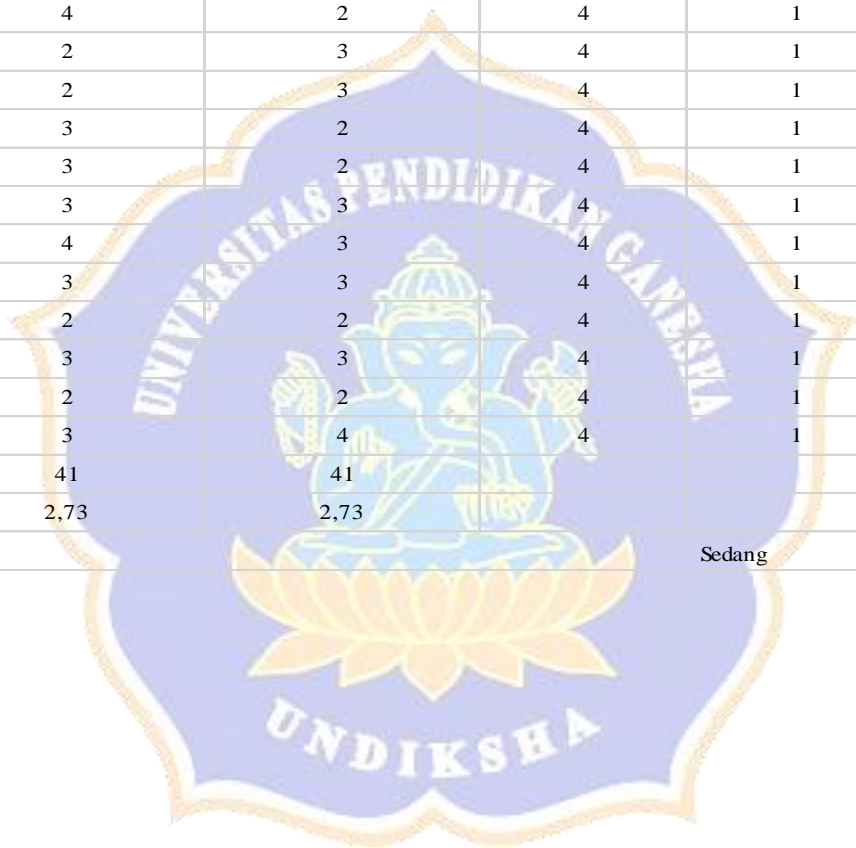 4 2 4 1
2 3 4 1
2 3 4 1
3 2 4 1
3 2 4 1
3 3 4 1
4 3 4 1
3 3 4 1
2 2 4 1
3 3 4 1
2 2 4 1
3 4 4 1
41 41
2,73 2,73
Sedang
UNIVERSITAS PENDIDIKAN GANESHA
UNDIKSHA